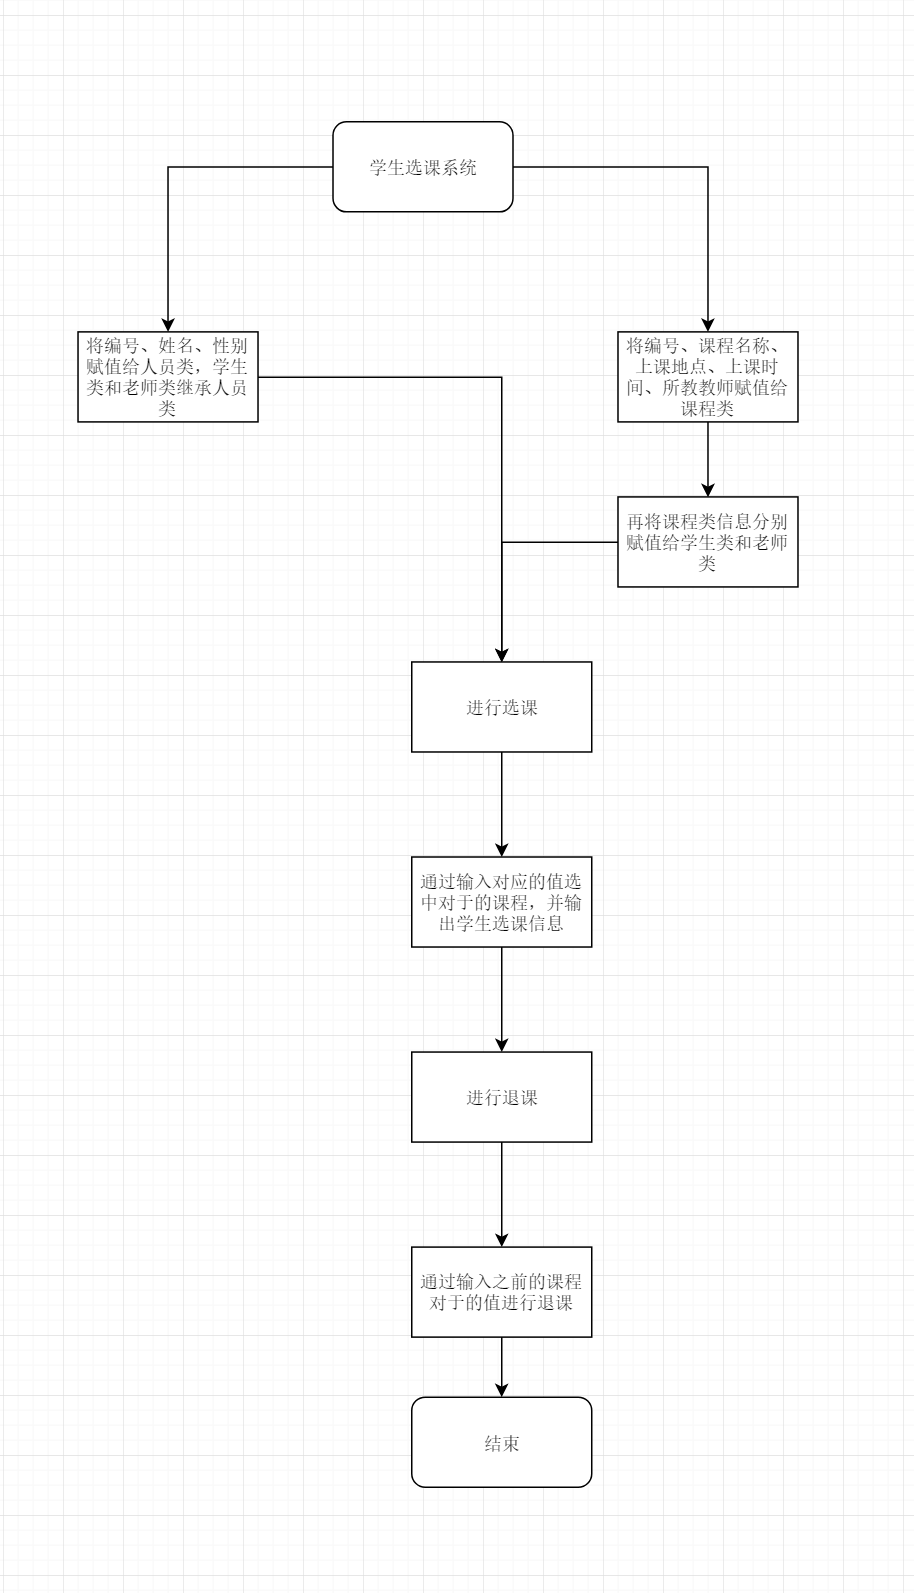 学生选课系统
将编号、姓名、性别
赋值给人员类，学生
类和老师类继承人员
类
将编号、课程名称、
上课地点、上课时
间、所教教师赋值给
课程类
再将课程类信息分别
赋值给学生类和老师
类
进行选课
通过输入对应的值选
中对于的课程，并输
出学生选课信息
进行退课
通过输入之前的课程
对于的值进行退课
结束